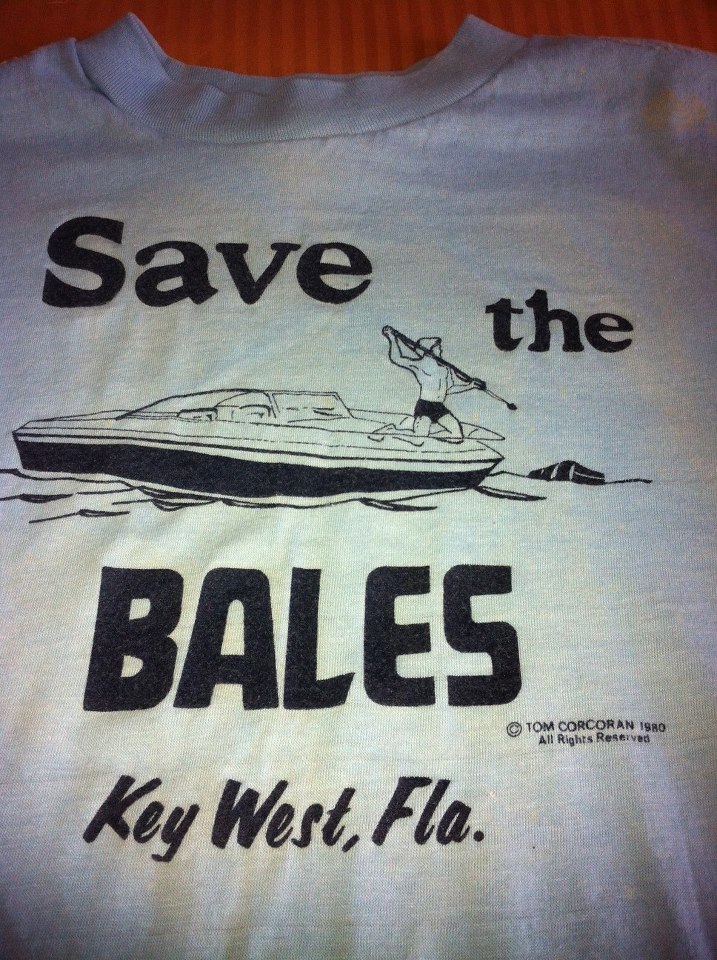 Save
the
BALES
© TOM CORCORAN 1980
All Rights Reserved
Key West, Fla.